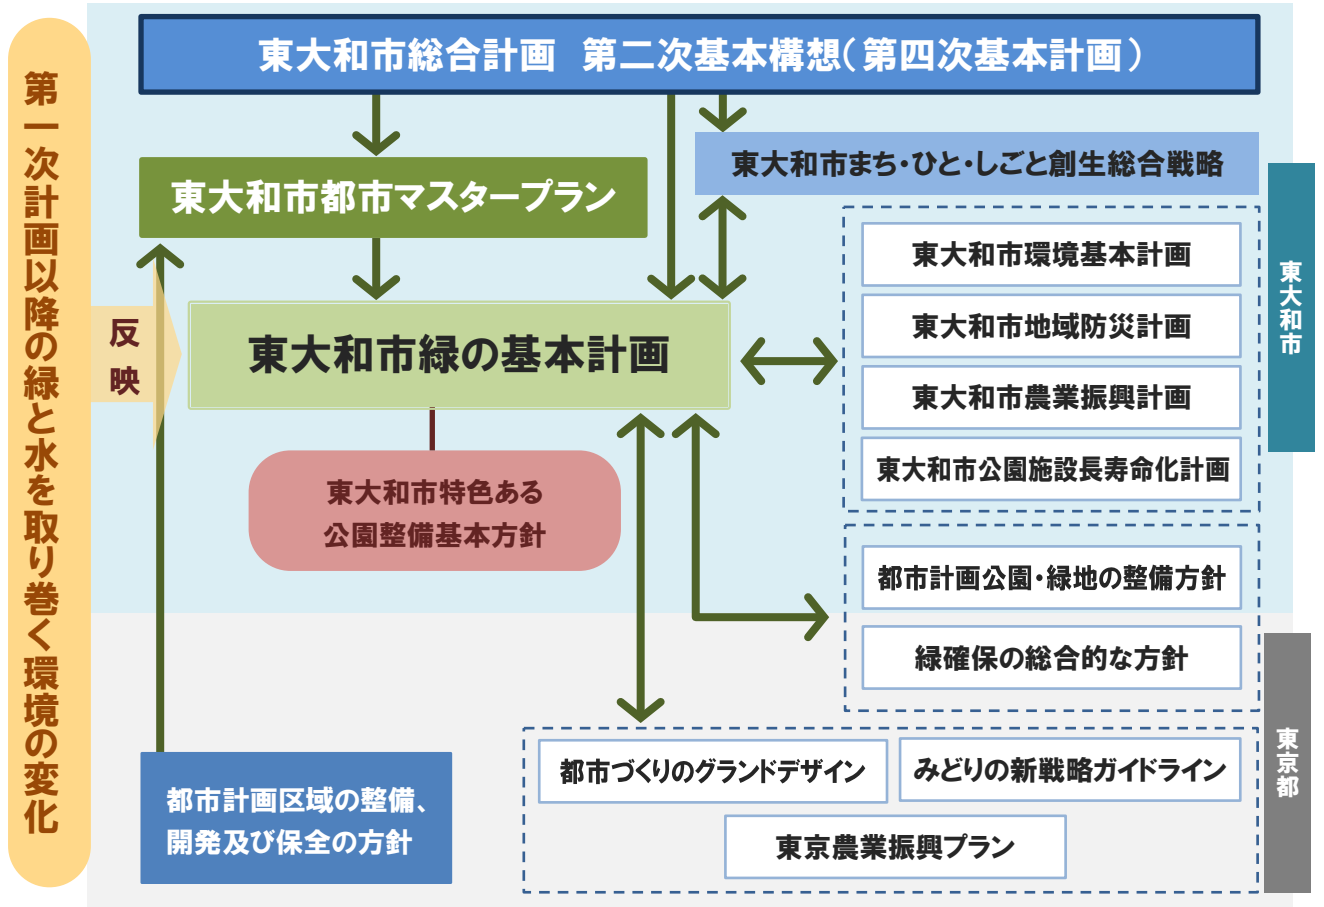 第一次計画以降の緑と水を取り巻く環境の変化
東大和市総合計画　第二次基本構想（第四次基本計画）
東大和市まち・ひと・しごと創生総合戦略
東大和市都市マスタープラン
反
映
東大和市緑の基本計画
東大和市特色ある
公園整備基本方針
東大和市環境基本計画
東大和市地域防災計画
東大和市農業振興計画
東大和市公園施設長寿命化計画
東大和市
都市計画公園・緑地の整備方針
緑確保の総合的な方針
都市づくりのグランドデザイン
みどりの新戦略ガイドライン
東京農業振興プラン
東京都
都市計画区域の整備、
開発及び保全の方針